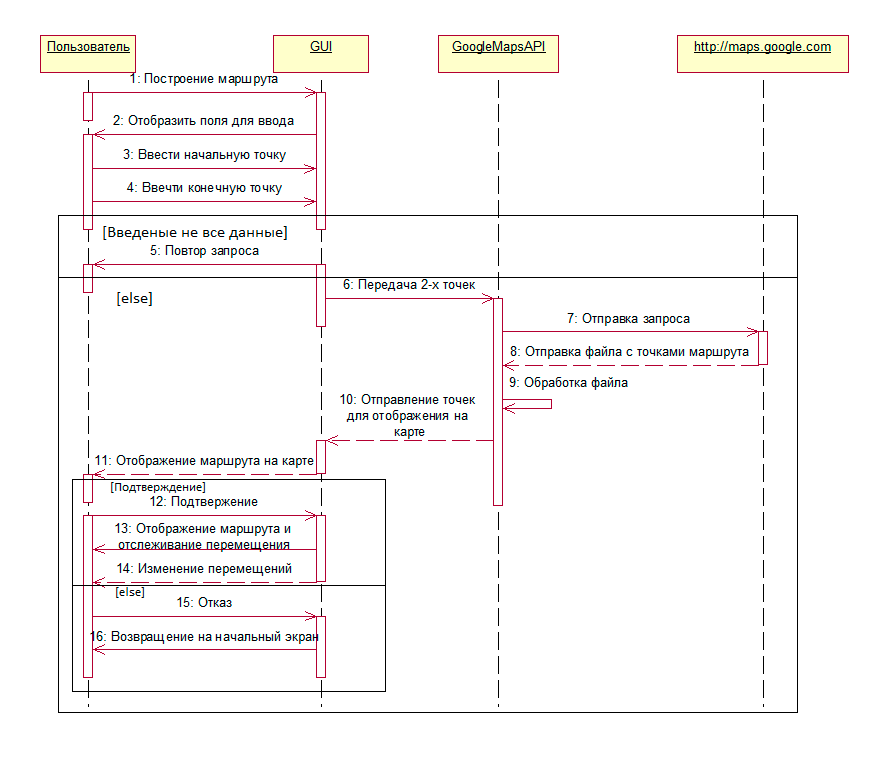 Пользователь
GUI
GoogleMapsAPI
http://maps.google.com
1: Построение маршрута
2: Отобразить поля для ввода
3: Ввести начальную точку
4: Ввечти конечную точку
[Введеные не все данные]
5: Повтор запроса
6: Передача 2-х точек
[else]
7: Отправка запроса
8: Отправка файла с точками маршрута
9: Обработка файла
10: Отправление точек
для отображения на
карте
11: Отображение маршрута на карте
[Подтверждение]
12: Подтвержение
13: Отображение маршрута и
отслеживание перемещения
14: Изменение перемещений
[else]
15: Отказ
16: Возвращение на начальный экран